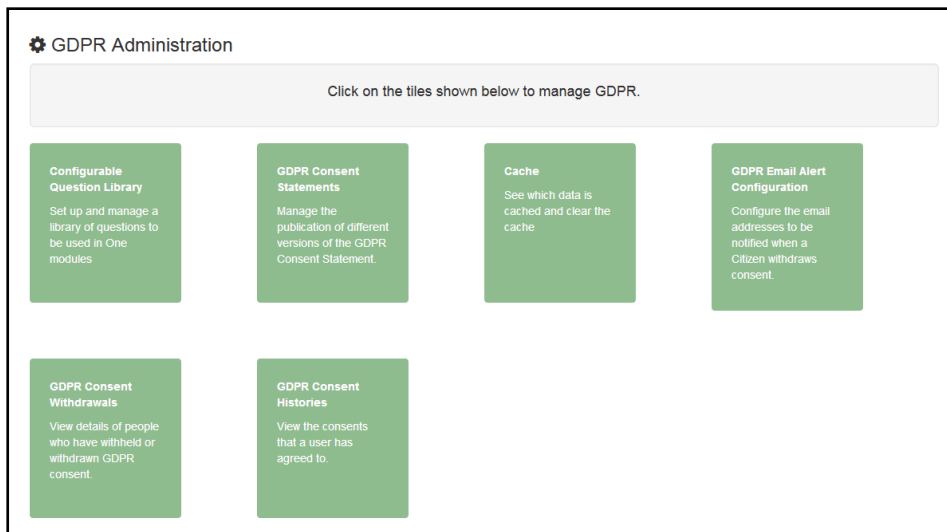 GDPR Administration
Click on the tiles shown below to manage GDPR.
Configurable
Question Library
Set up and manage a
library of questions to
be used in One
modules
GDPR Consent
Statements
Manage the
publication of different
versions of the GDPR
Consent Statement.
Cache
See which data is
cached and clear the
cache
GDPR Email Alert
Configuration
Configure the email
addresses to be
notified when a
Citizen withdraws
consent.
GDPR Consent
Withdrawals
View details of people
who have withheld or
withdrawn GDPR
consent.
GDPR Consent
Histories
View the consents
that a user has
agreed to.